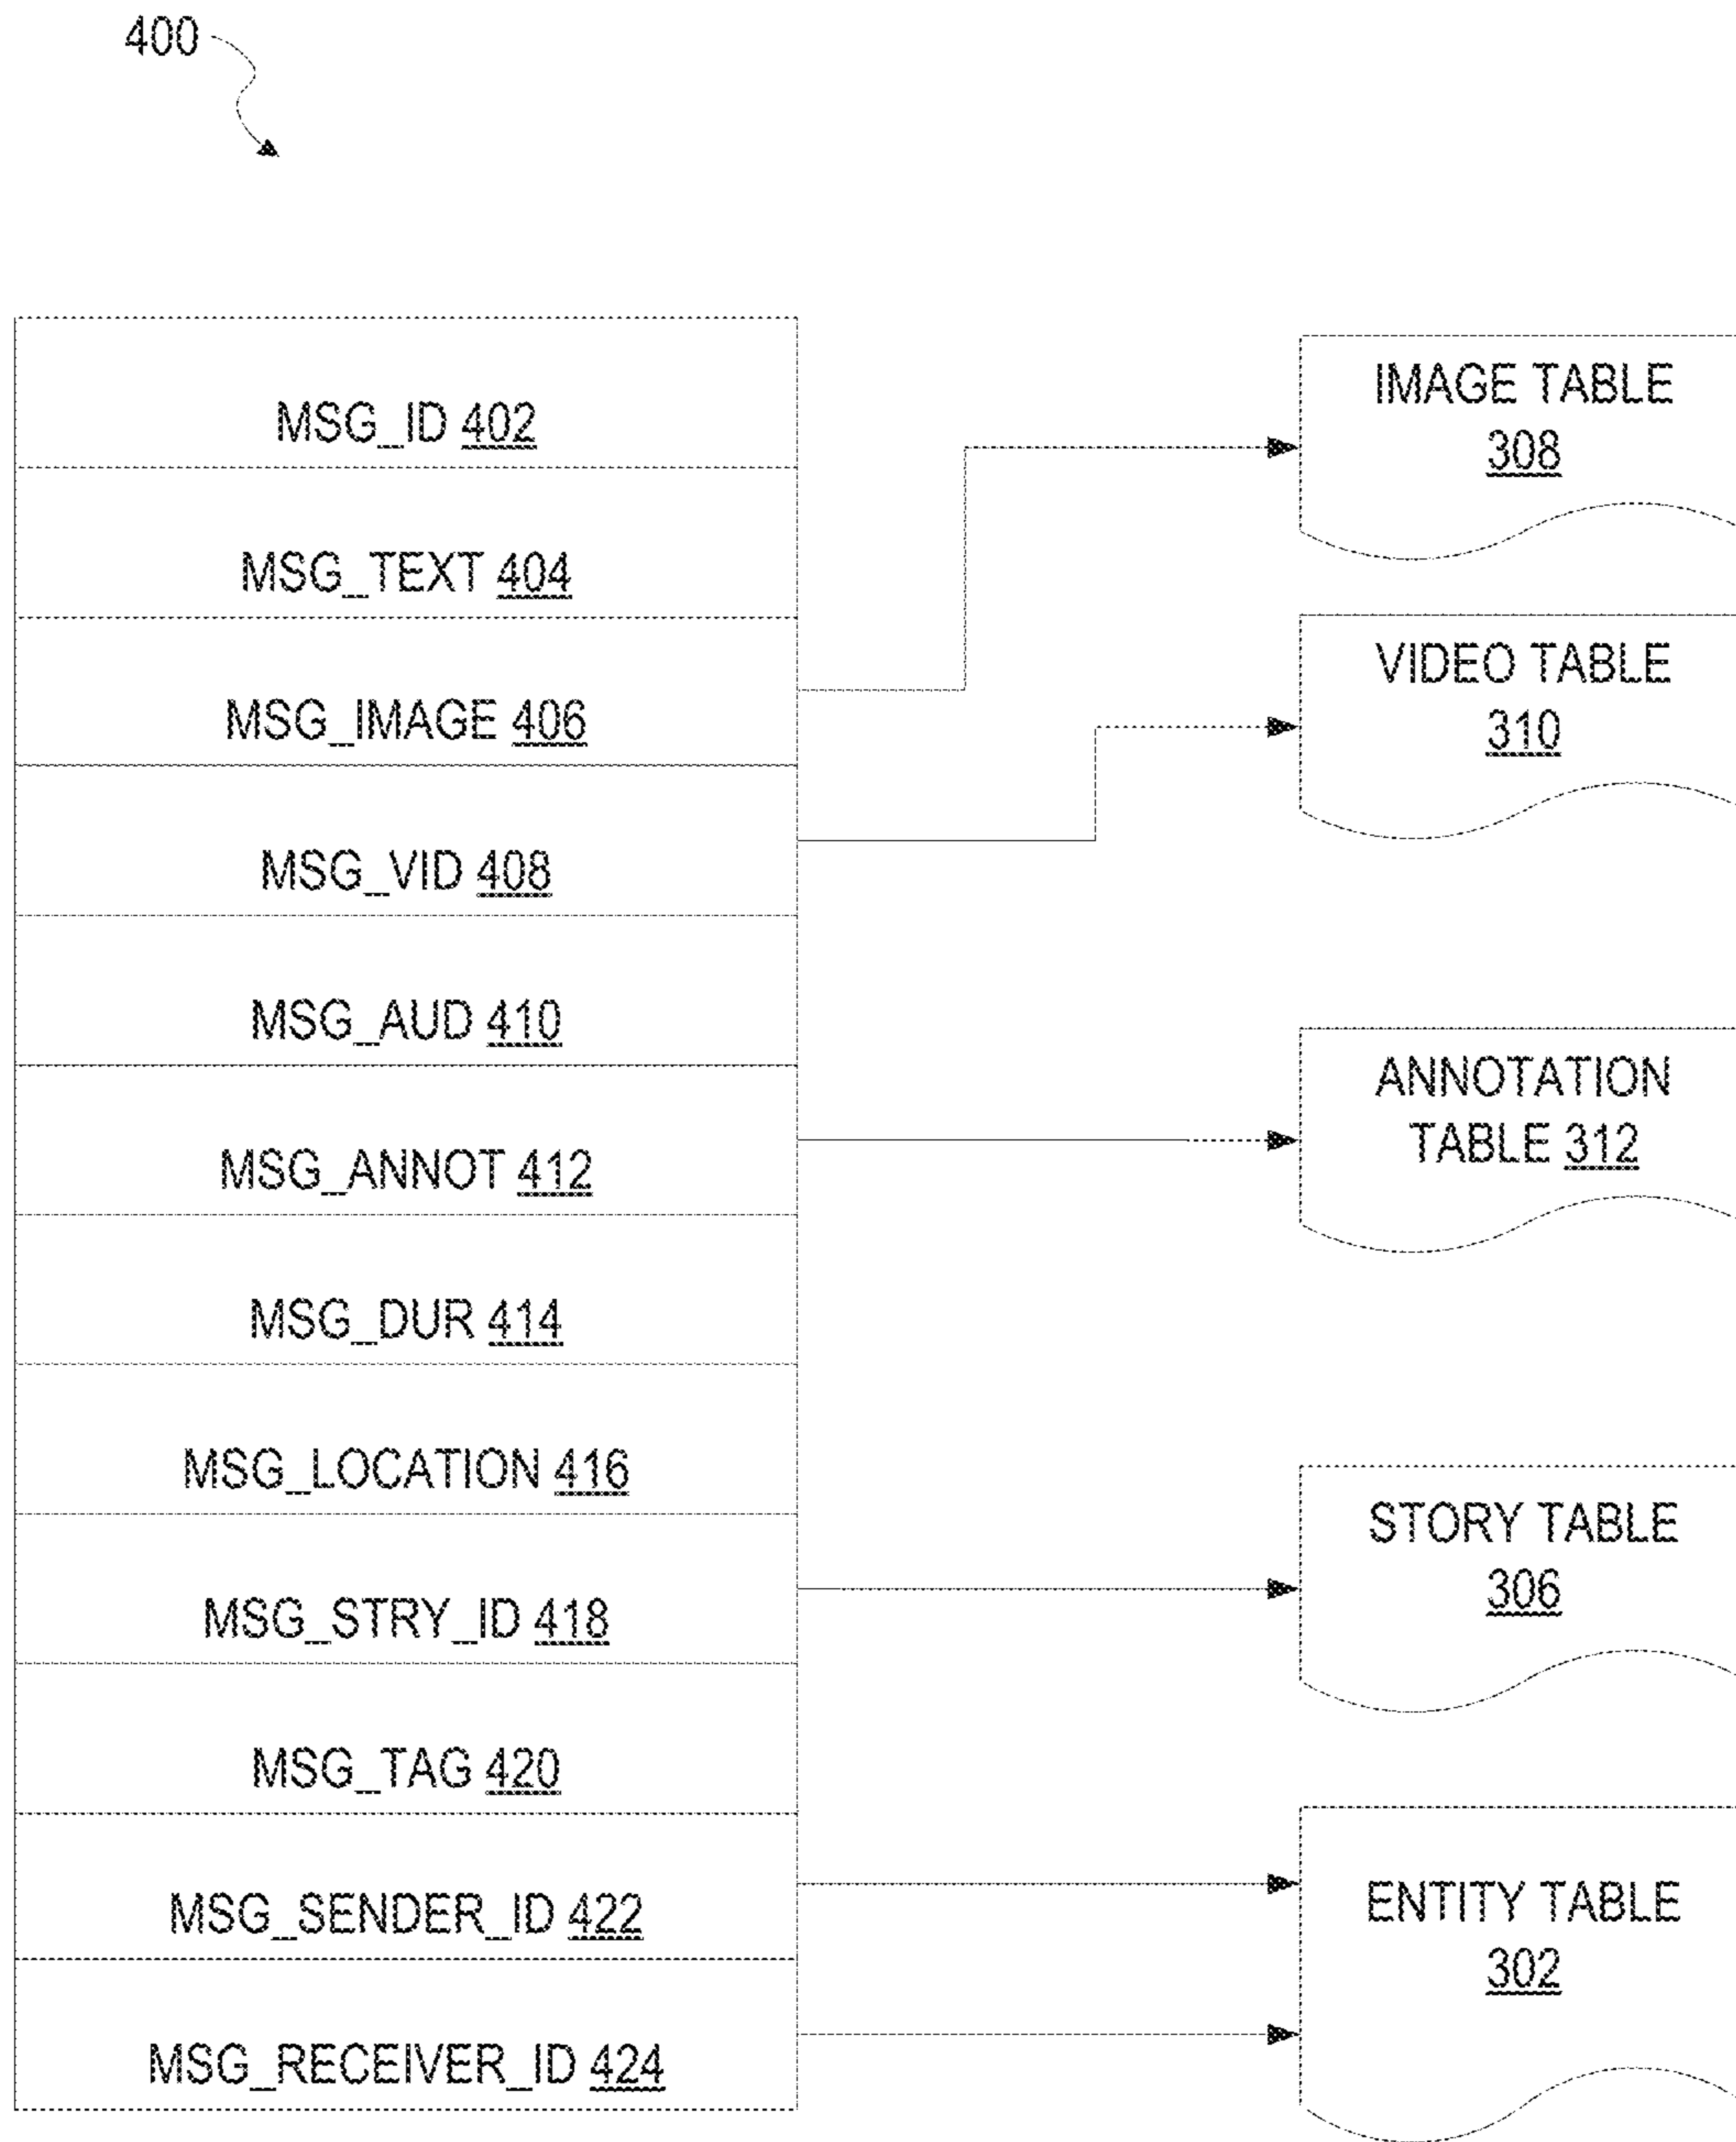 400
MSG_ID 402
MSG_TEXT 404
MSG_IMAGE 406
MSG_VID 408
MSG_AUD 410
MSG_ANNOT 412
MSG_DUR 414
MSG_LOCATION 416
MSG_STRY_ID 418
MSG_TAG 420
MSG_SENDER_ID 422
MSG_RECEIVER_ID 424
IMAGE TABLE
308
VIDEO TABLE
310
ANNOTATION
TABLE 312
STORY TABLE
306
ENTITY TABLE
302